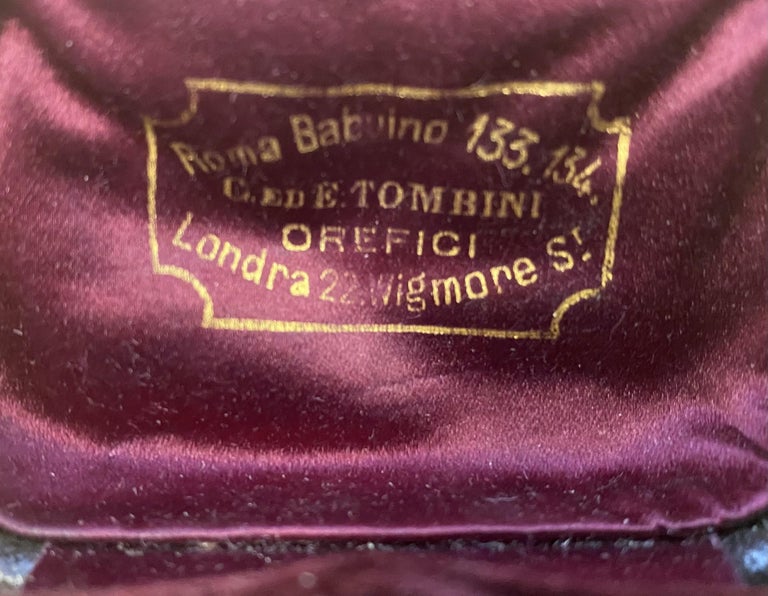 Roma Babuino 133.134.
C. ED E. TOMBINI
OREFICI
Londra 22.Wigmore St.